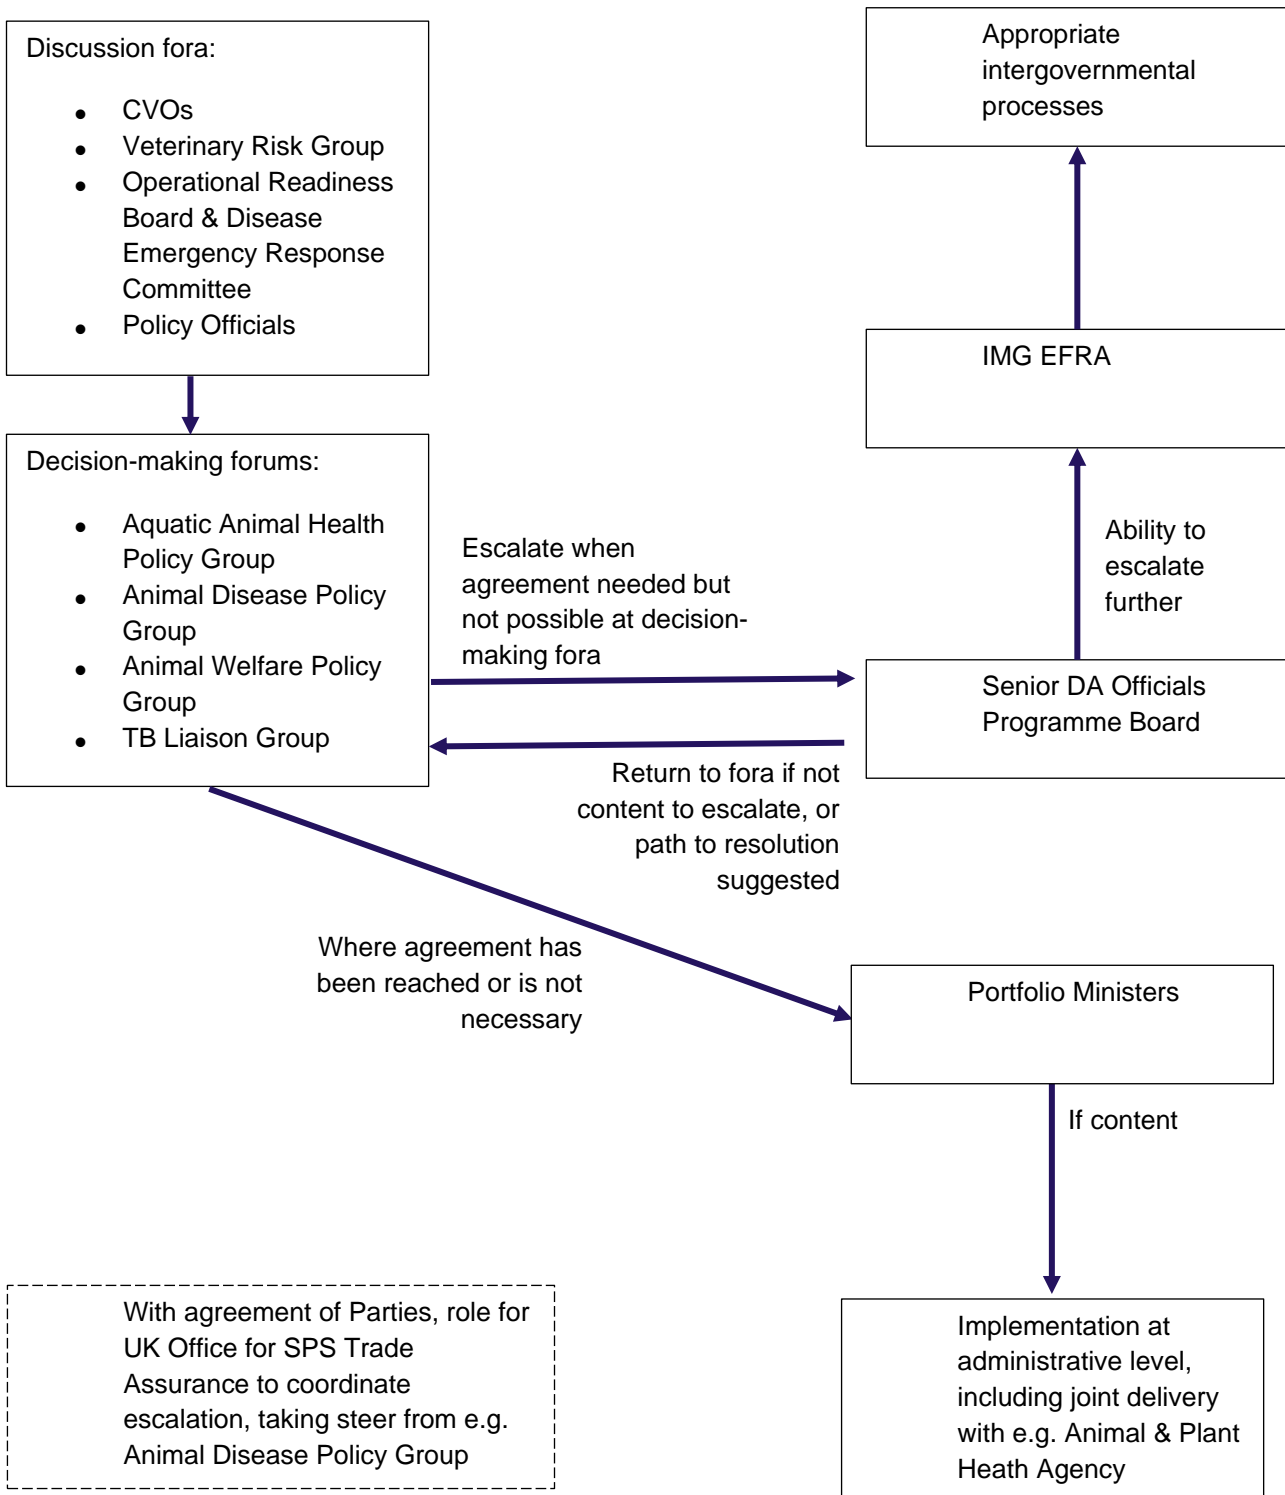 Discussion fora:
● CVOs
● Veterinary Risk Group
● Operational Readiness
Board & Disease
Emergency Response
Committee
● Policy Officials
Appropriate
intergovernmental
processes
IMG EFRA
Decision-making forums:
● Aquatic Animal Health
Policy Group
● Animal Disease Policy
Group
● Animal Welfare Policy
Group
● TB Liaison Group
Escalate when
agreement needed but
not possible at decision-
making fora
Ability to
escalate
further
Senior DA Officials
Programme Board
Return to fora if not
content to escalate, or
path to resolution
suggested
Where agreement has
been reached or is not
necessary
Portfolio Ministers
If content
With agreement of Parties, role for
UK Office for SPS Trade
Assurance to coordinate
escalation, taking steer from e.g.
Animal Disease Policy Group
Implementation at
administrative level,
including joint delivery
with e.g. Animal & Plant
Heath Agency